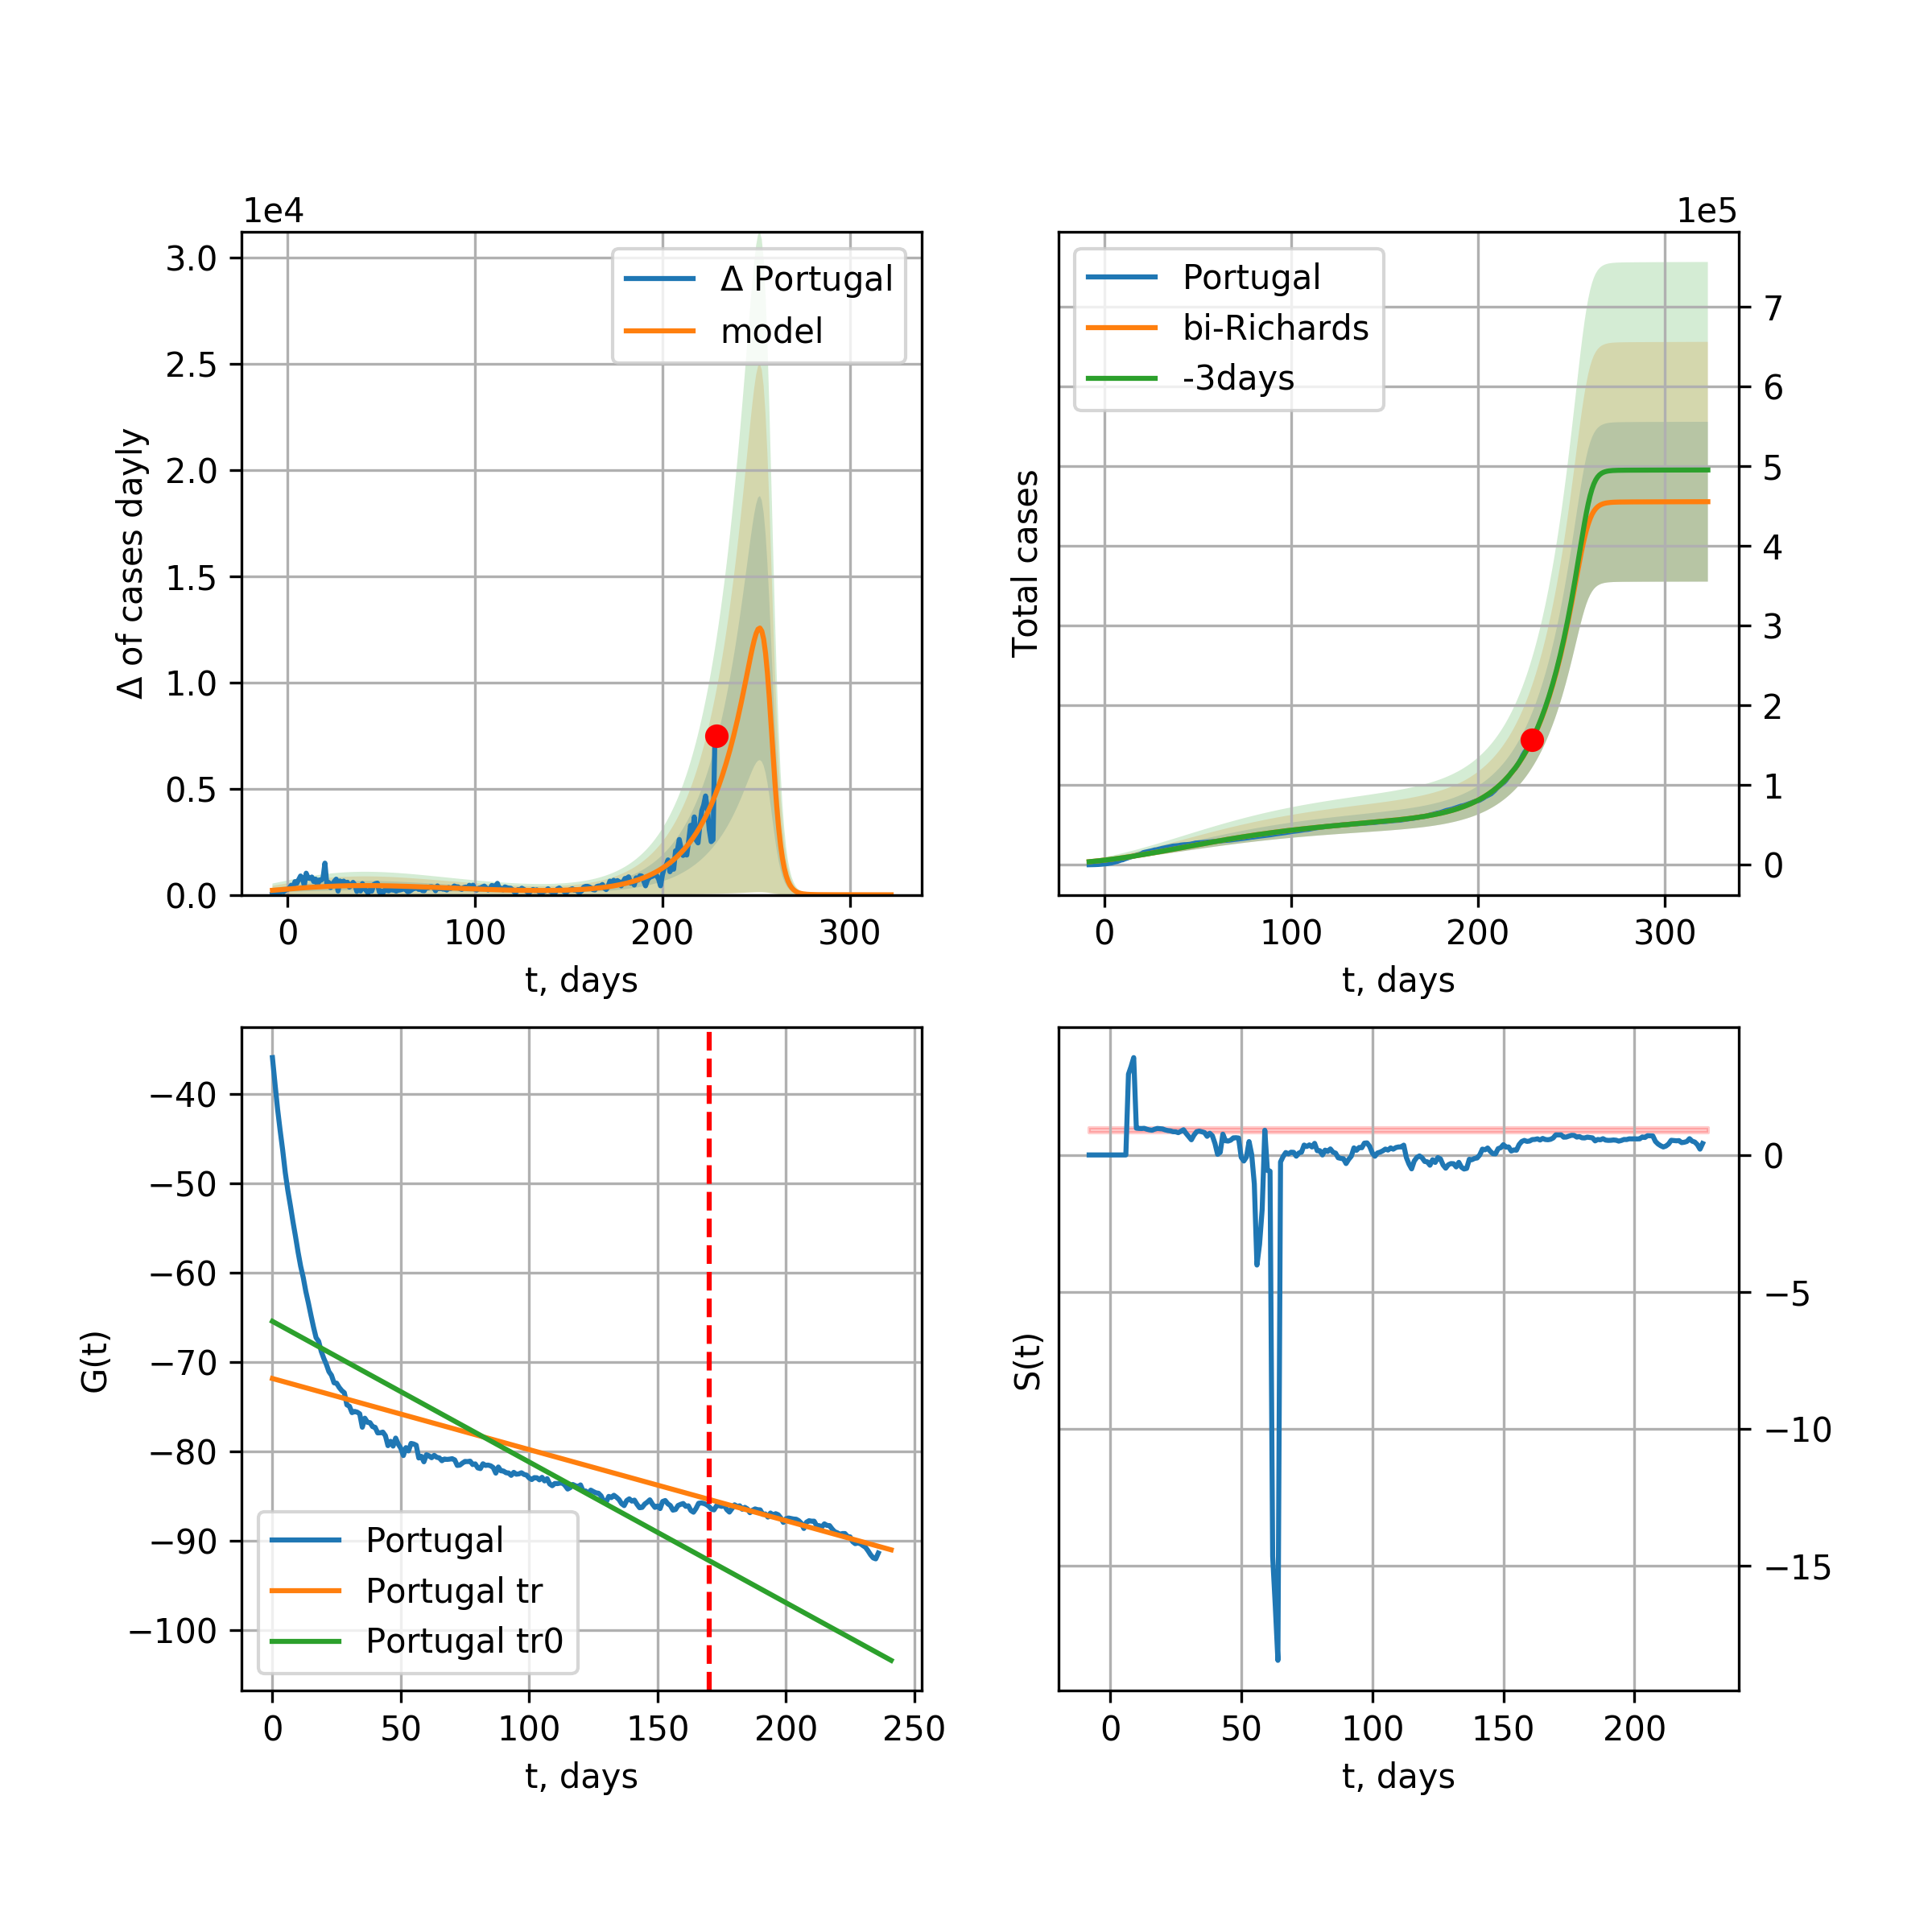 1e4
3.0
2.5
2.0
1.5
1.0
0.5
0.0
Δ of cases dayly
Δ Portugal
model
0 100 200 300
t, days
1e5
Portugal
bi-Richards
-3days
Total cases
7
6
5
4
3
2
1
0
0 100 200 300
t, days
−40
−50
−60
−70
−80
−90
−100
G(t)
Portugal
Portugal tr
Portugal tr0
0 50 100 150 200 250
t, days
S(t)
0
−5
−10
−15
0 50 100 150 200
t, days